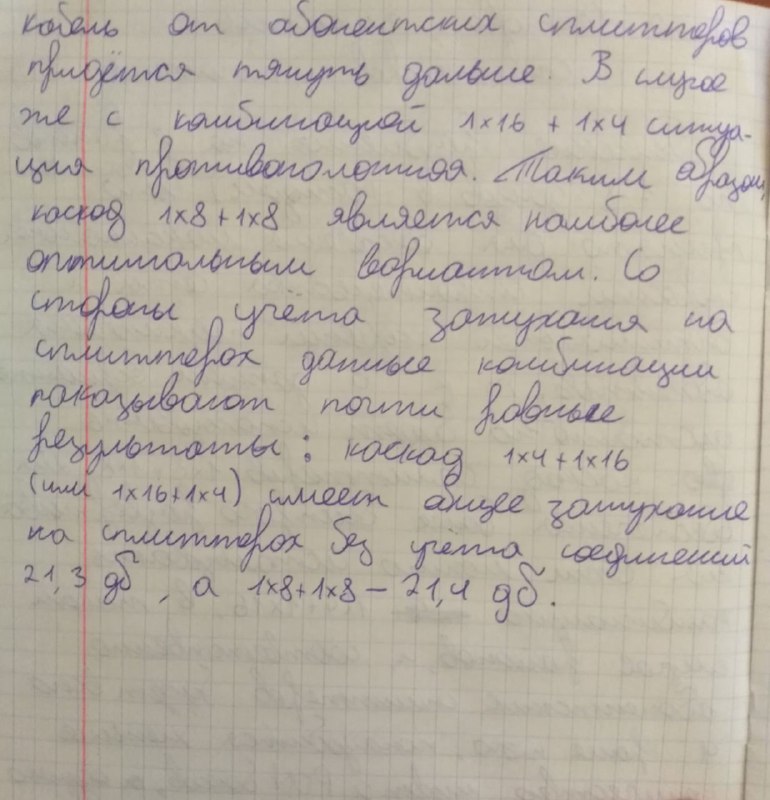 кабель от абонентских сплиттеров
придётся тянуть дальше. В случае
же с комбинацией 1×16 + 1×4 ситуа-
ция противоположная. Таким образом,
каскад 1×8 + 1×8 является наиболее
оптимальным вариантом. Со
стороны учёта затухания на
сплиттерах данные комбинации
показывают почти равные
результаты: каскад 1×4 + 1×16
(или 1×16+1×4) имеет общее затухание
на сплиттерах без учёта соединений
21,3 дб, а 1×8+1×8 – 21,4 дб.